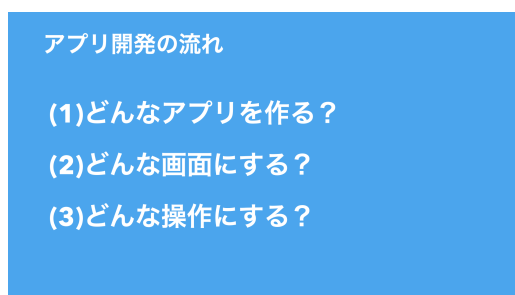 アプリ開発の流れ
(1)どんなアプリを作る？
(2)どんな画面にする？
(3)どんな操作にする？